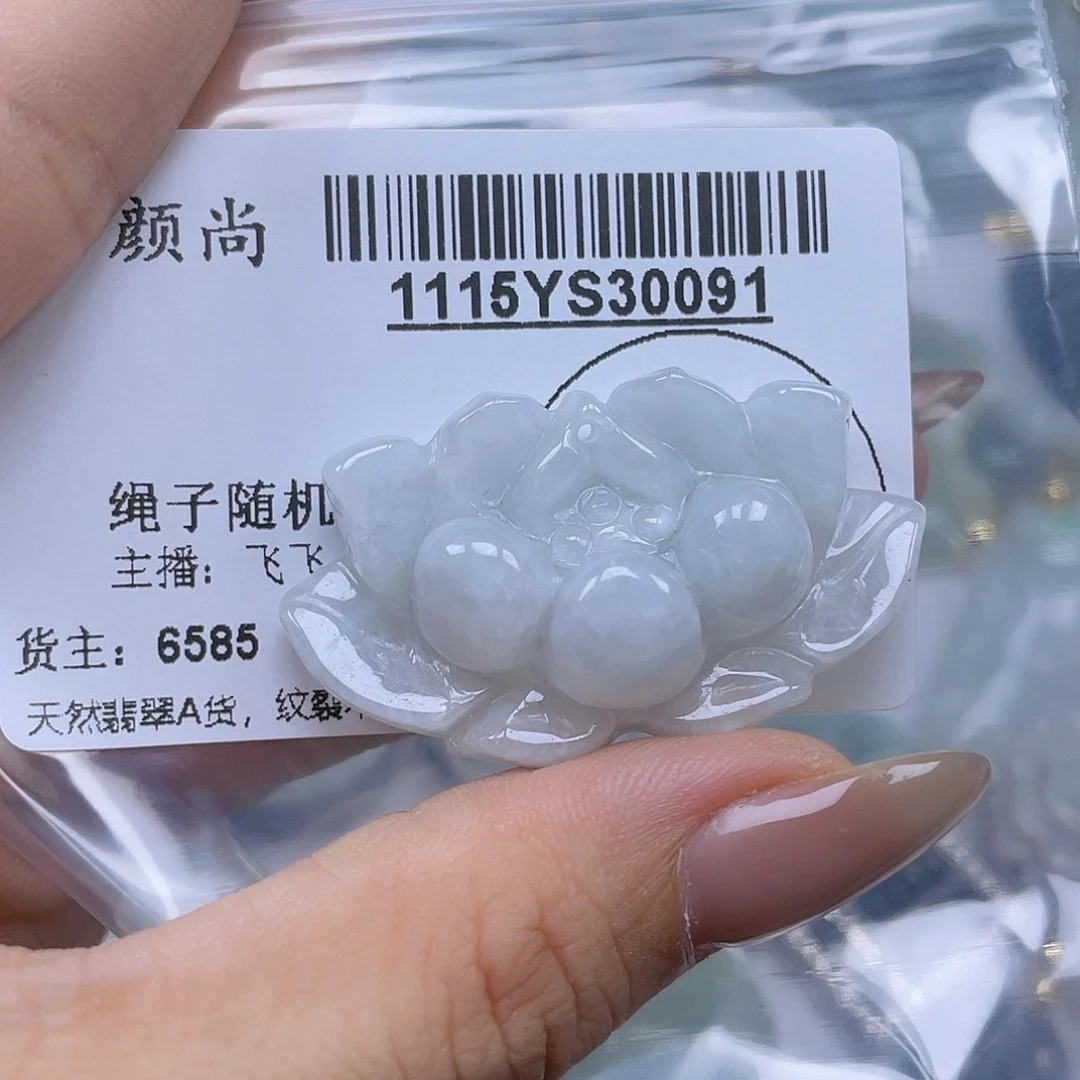 颜尚
1115YS30091
绳子随机
主播：飞飞
货主：6585
天然翡翠A货，纹裂